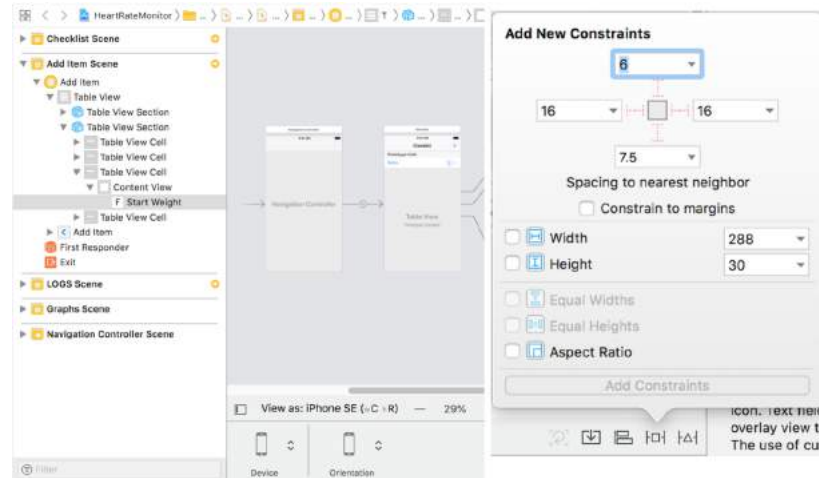 HeartRateMonitor
Checklist Scene
Add Item Scene
Add Item
Table View
Table View Section
Table View Section
Table View Cell
Table View Cell
Table View Cell
Content View
F Start Weight
Table View Cell
Add Item
First Responder
Exit
LOGS Scene
Graphs Scene
Navigation Controller Scene
Filter
Navigation Controller
Table View
View as: iPhone SE (wC hR) — 29%
Device
Orientation
Add New Constraints
6
16
16
7.5
Spacing to nearest neighbor
Constrain to margins
Width 288
Height 30
Equal Widths
Equal Heights
Aspect Ratio
Add Constraints
icon. Text
overlay view t
The use of cu